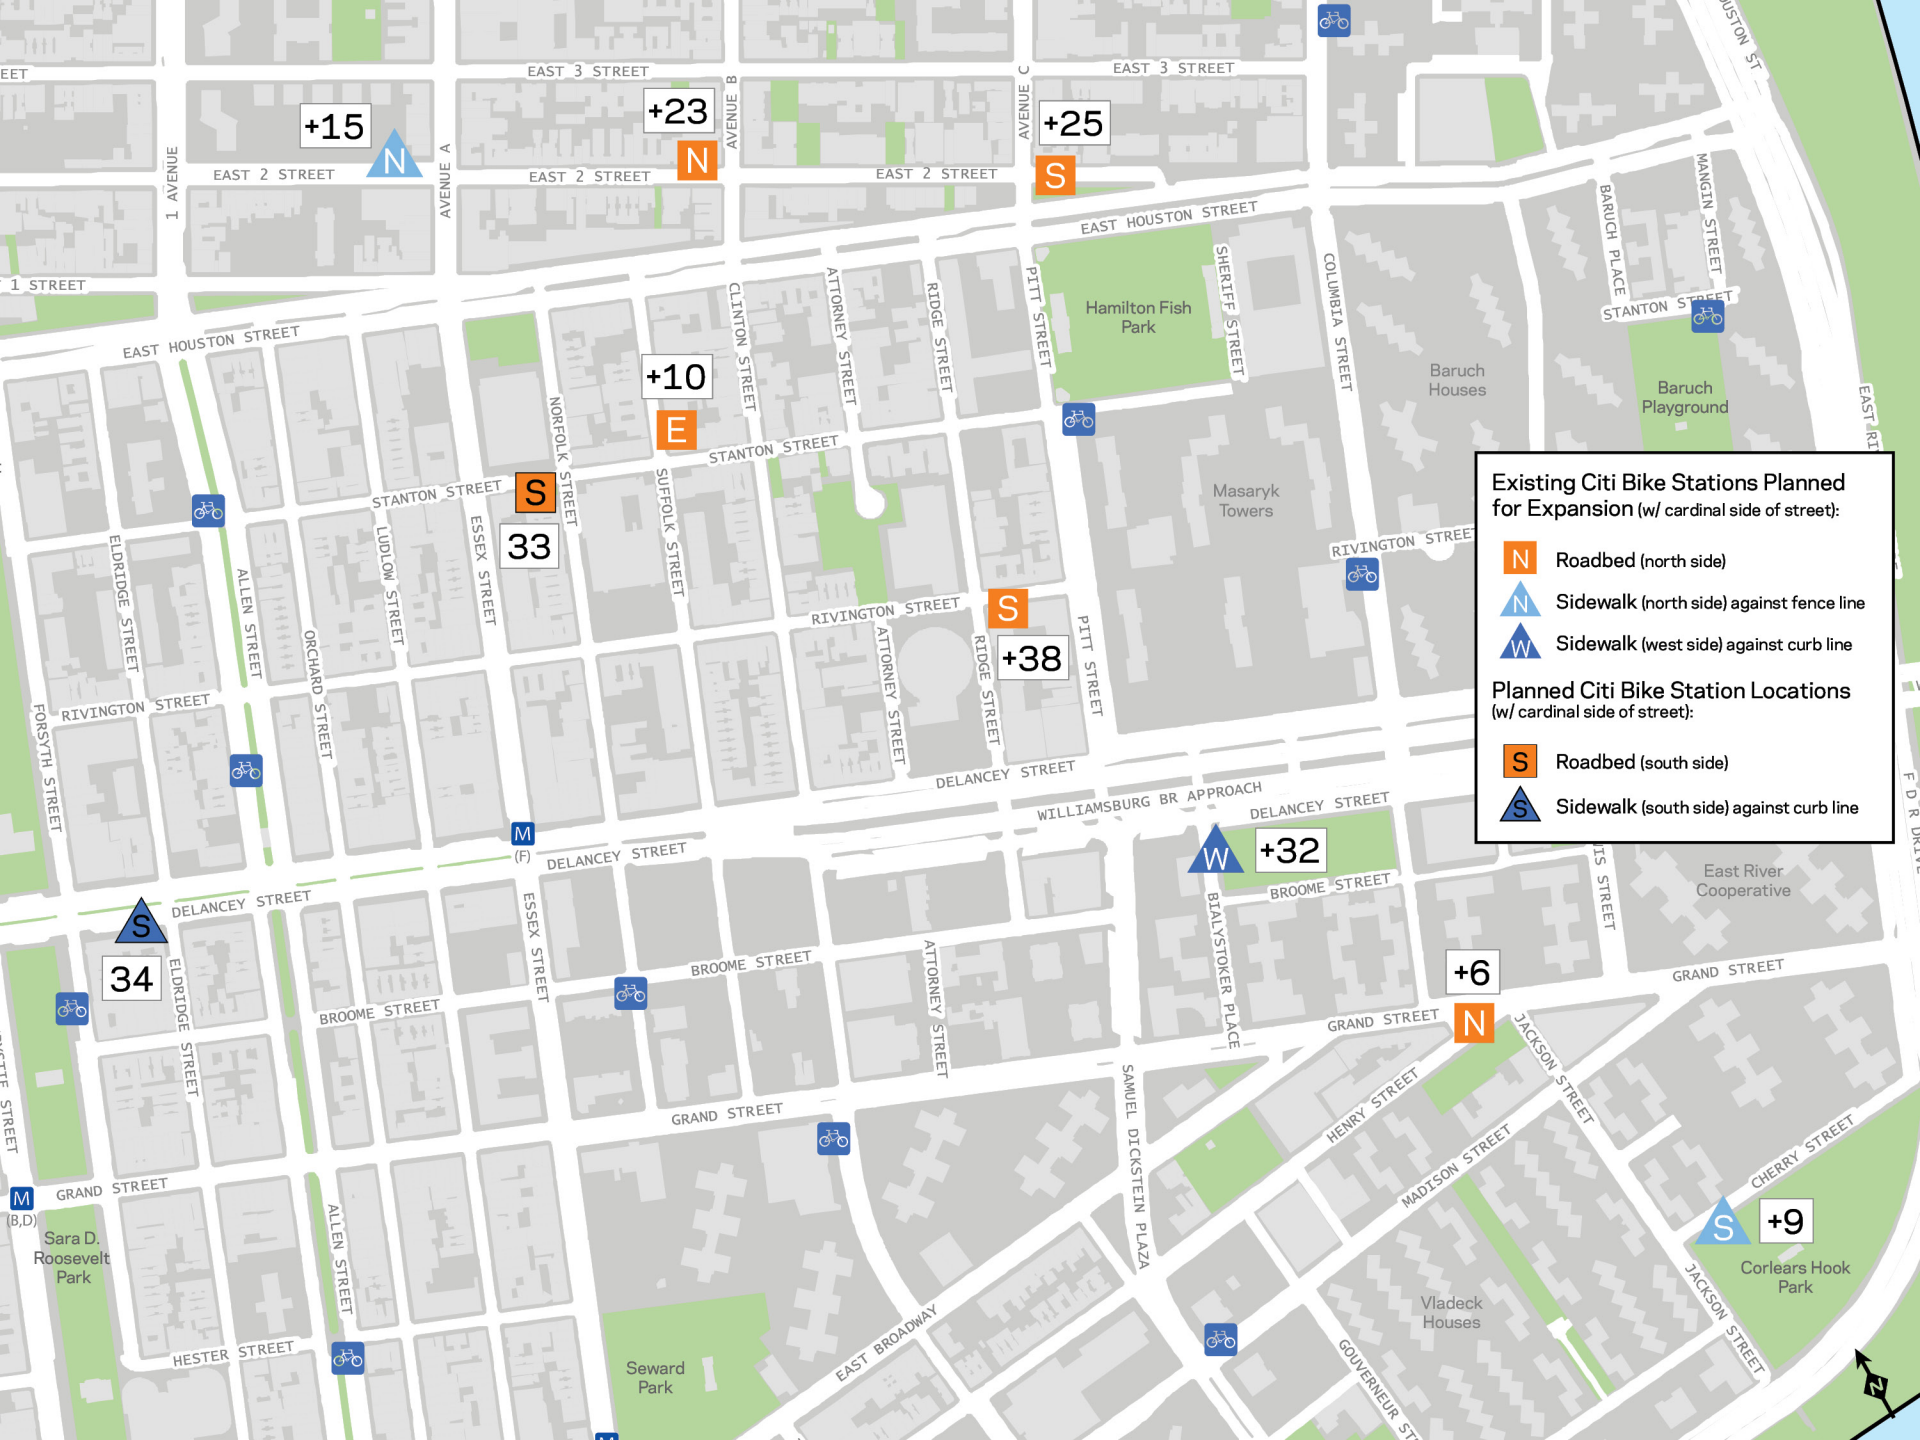 EAST 3 STREET
EAST 3 STREET
AVENUE B
AVENUE C
+15
+23
+25
N
N
S
1 AVENUE
EAST 2 STREET
AVENUE A
EAST 2 STREET
EAST 2 STREET
EAST HOUSTON STREET
BARUCH PLACE
MANGIN STREET
1 STREET
EAST HOUSTON STREET
CLINTON STREET
ATTORNEY STREET
RIDGE STREET
PITT STREET
Hamilton Fish
Park
SHERIFF STREET
COLUMBIA STREET
STANTON STREET
Baruch
Houses
Baruch
Playground
+10
E
NORFOLK STREET
STANTON STREET
STANTON STREET
S
33
SUFFOLK STREET
Masaryk
Towers
RIVINGTON STREET
ELDRIDGE STREET
ALLEN STREET
LUDLOW STREET
ESSEX STREET
ORCHARD STREET
RIVINGTON STREET
S
+38
ATTORNEY STREET
RIDGE STREET
PITT STREET
FORSYTH STREET
RIVINGTON STREET
Existing Citi Bike Stations Planned
for Expansion (w/ cardinal side of street):
N Roadbed (north side)
N Sidewalk (north side) against fence line
W Sidewalk (west side) against curb line
Planned Citi Bike Station Locations
(w/ cardinal side of street):
S Roadbed (south side)
S Sidewalk (south side) against curb line
DELANCEY STREET
WILLIAMSBURG BR APPROACH
DELANCEY STREET
M
(F)
DELANCEY STREET
W
+32
BROOME STREET
East River
Cooperative
F D R DRIVE
DELANCEY STREET
S
34
ELDRIDGE STREET
ESSEX STREET
BROOME STREET
BROOME STREET
ATTORNEY STREET
BIALYSTOKER PLACE
+6
N
GRAND STREET
GRAND STREET
JACKSON STREET
SAMUEL DICKSTEIN PLAZA
HENRY STREET
MADISON STREET
CHERRY STREET
GRAND STREET
GRAND STREET
M
(B,D)
Sara D.
Roosevelt
Park
ALLEN STREET
HESTER STREET
S
+9
Corlears Hook
Park
JACKSON STREET
Vladeck
Houses
EAST BROADWAY
Seward
Park
GOUVERNEUR ST
N